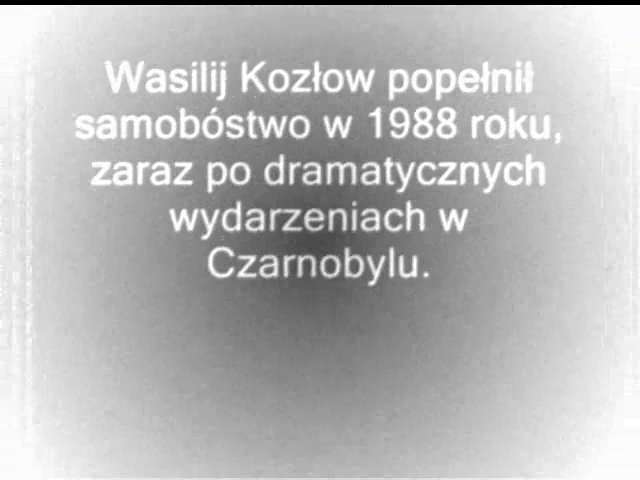 Wasilij Kozłow popełnił
samobóstwo w 1988 roku,
zaraz po dramatycznych
wydarzeniach w
Czarnobylu.